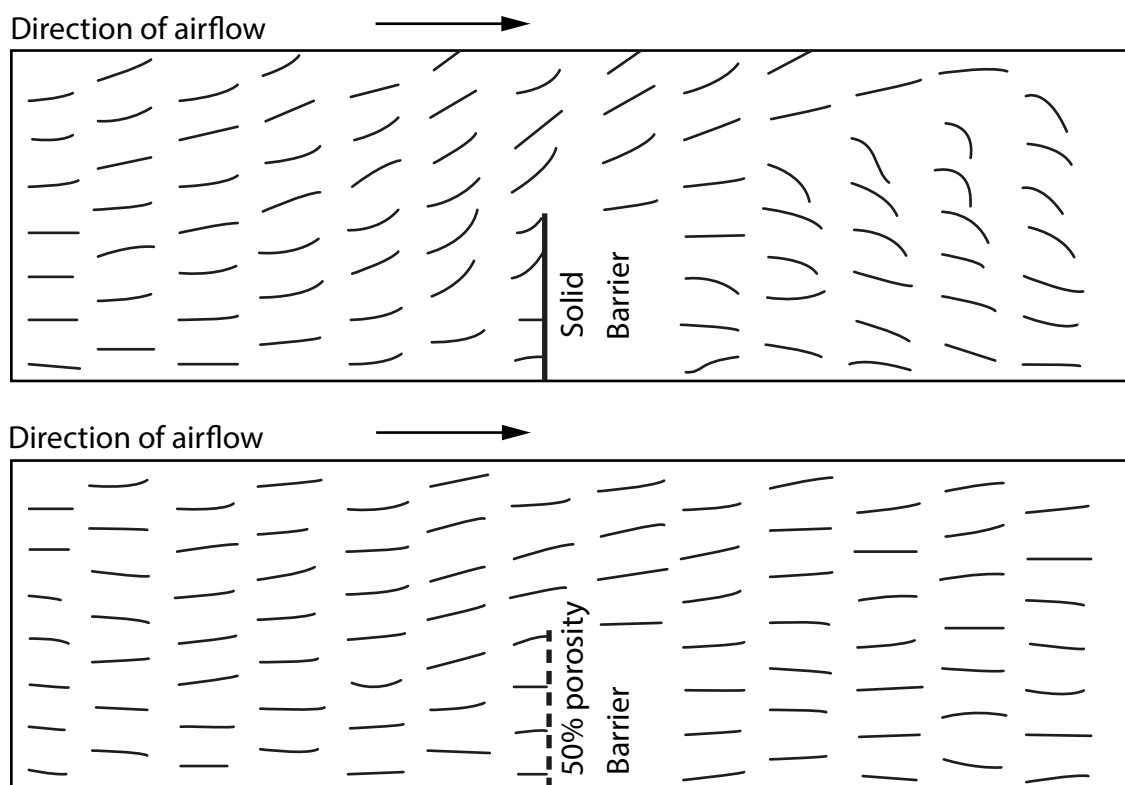 Direction of airflow
Solid
Barrier
Direction of airflow
50% porosity
Barrier